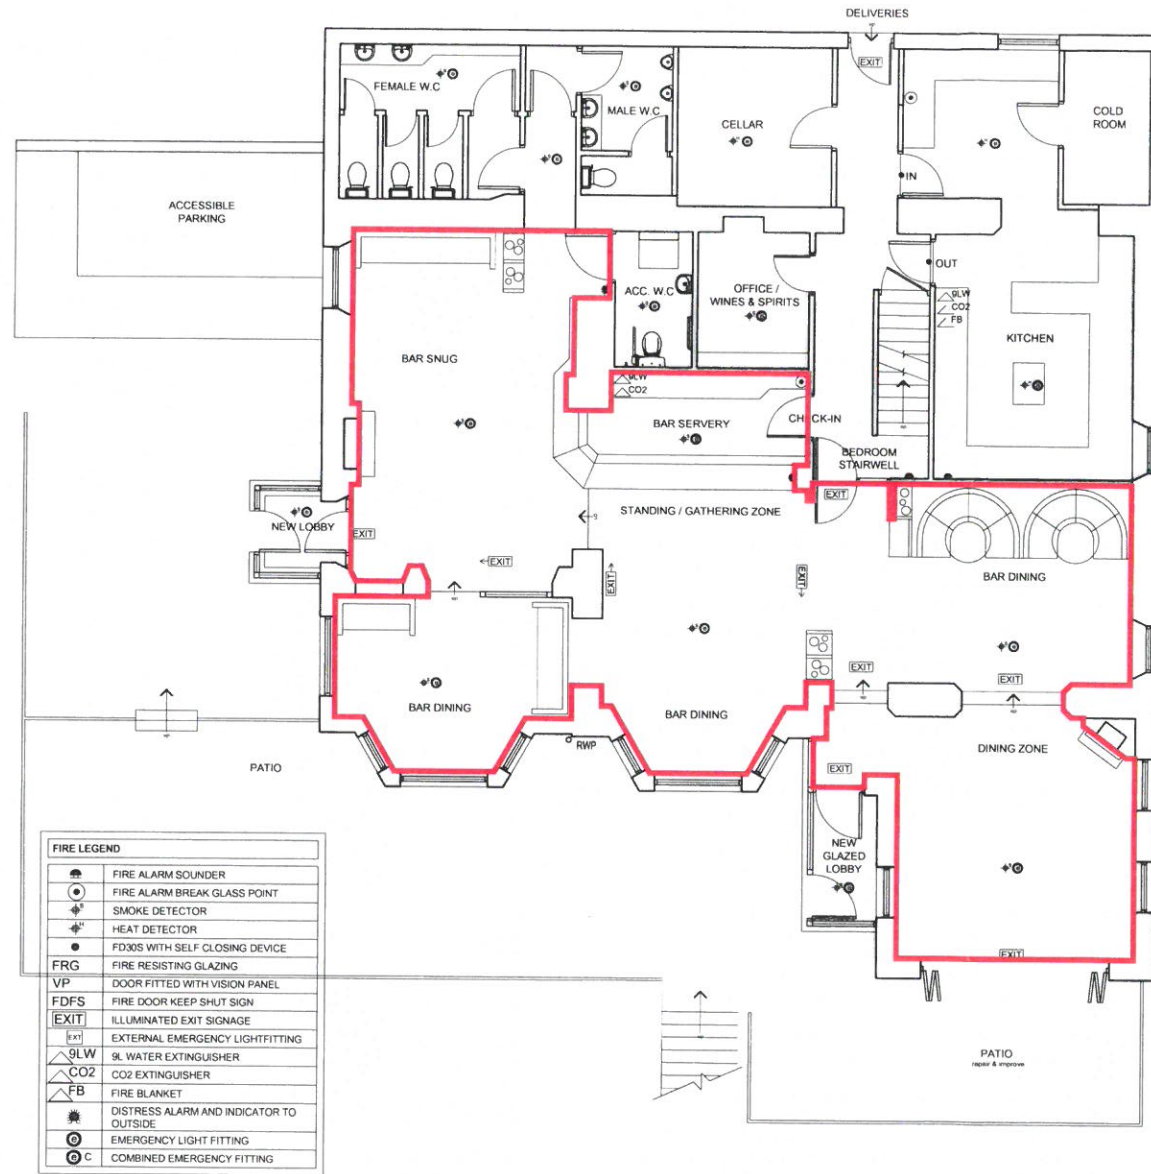 DELIVERIES
EXIT
FEMALE W.C
MALE W.C
CELLAR
COLD
ROOM
IN
ACCESSIBLE
PARKING
OUT
ACC. W.C
OFFICE /
WINES & SPIRITS
9LW
CO2
FB
KITCHEN
BAR SNUG
9LW
CO2
BAR SERVERY
CHECK-IN
BEDROOM
STAIRWELL
EXIT
NEW LOBBY
STANDING / GATHERING ZONE
EXIT
EXIT
EXIT
EXIT
BAR DINING
EXIT
EXIT
BAR DINING
BAR DINING
DINING ZONE
RWP
PATIO
EXIT
NEW
GLAZED
LOBBY
EXIT
PATIO
repair & improve
FIRE LEGEND
FIRE ALARM SOUNDER
FIRE ALARM BREAK GLASS POINT
S SMOKE DETECTOR
H HEAT DETECTOR
FD30S WITH SELF CLOSING DEVICE
FRG FIRE RESISTING GLAZING
VP DOOR FITTED WITH VISION PANEL
FDFS FIRE DOOR KEEP SHUT SIGN
EXIT ILLUMINATED EXIT SIGNAGE
EXT EXTERNAL EMERGENCY LIGHTFITTING
9LW 9L WATER EXTINGUISHER
CO2 CO2 EXTINGUISHER
FB FIRE BLANKET
DISTRESS ALARM AND INDICATOR TO
OUTSIDE
e EMERGENCY LIGHT FITTING
e C COMBINED EMERGENCY FITTING